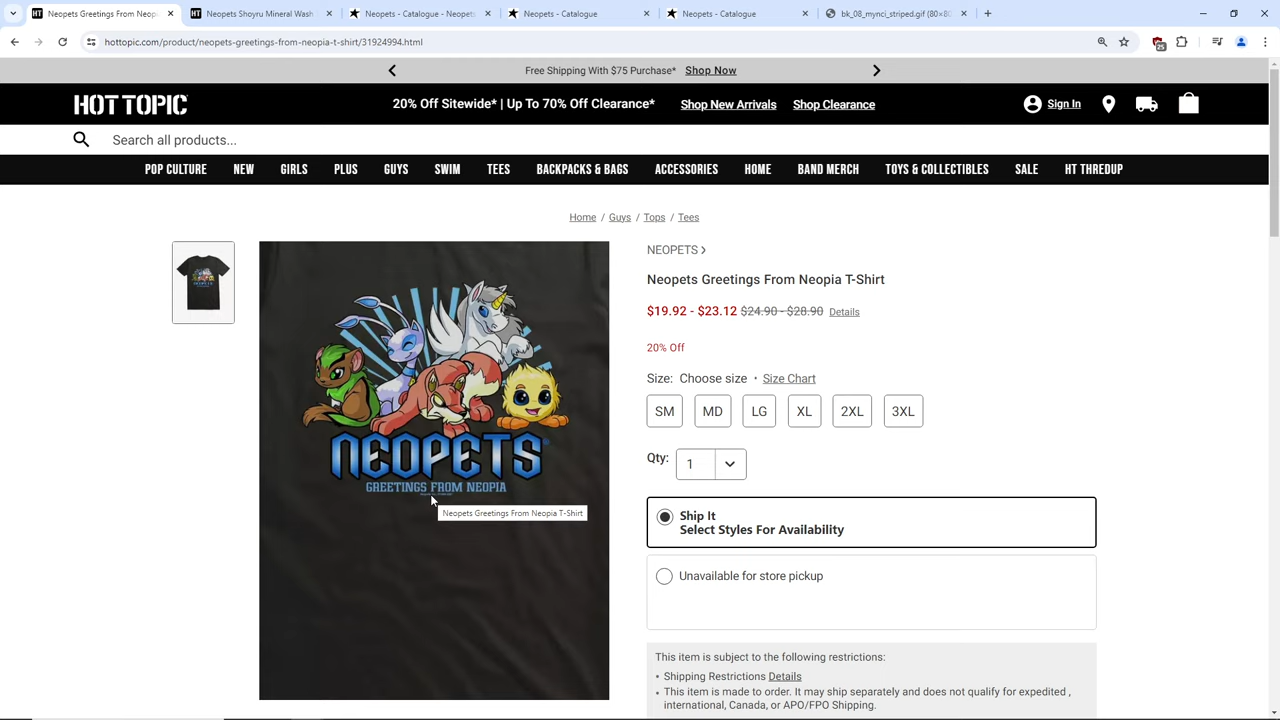 Neopets Greetings From Neop
Neopets Shoyru Mineral Wash
Neopets - Catalogue - Neopets
Neopets - Catalogue
Neopets - Catalogue
bk_08_mynci_striped.gif (80×80
hottopic.com/product/neopets-greetings-from-neopia-t-shirt/31924994.html
25
Free Shipping With $75 Purchase* Shop Now
HOT TOPIC
20% Off Sitewide* | Up To 70% Off Clearance* Shop New Arrivals Shop Clearance
Sign In
Search all products...
POP CULTURE NEW GIRLS PLUS GUYS SWIM TEES BACKPACKS & BAGS ACCESSORIES HOME BAND MERCH TOYS & COLLECTIBLES SALE HT THREDUP
Home / Guys / Tops / Tees
NEOPETS
GREETINGS FROM NEOPIA
Neopets Greetings From Neopia T-Shirt
NEOPETS >
Neopets Greetings From Neopia T-Shirt
$19.92 - $23.12 $24.90 - $28.90 Details
20% Off
Size: Choose size • Size Chart
SM MD LG XL 2XL 3XL
Qty: 1
Ship It
Select Styles For Availability
Unavailable for store pickup
This item is subject to the following restrictions:
• Shipping Restrictions Details
• This item is made to order. It may ship separately and does not qualify for expedited ,
international, Canada, or APO/FPO Shipping.